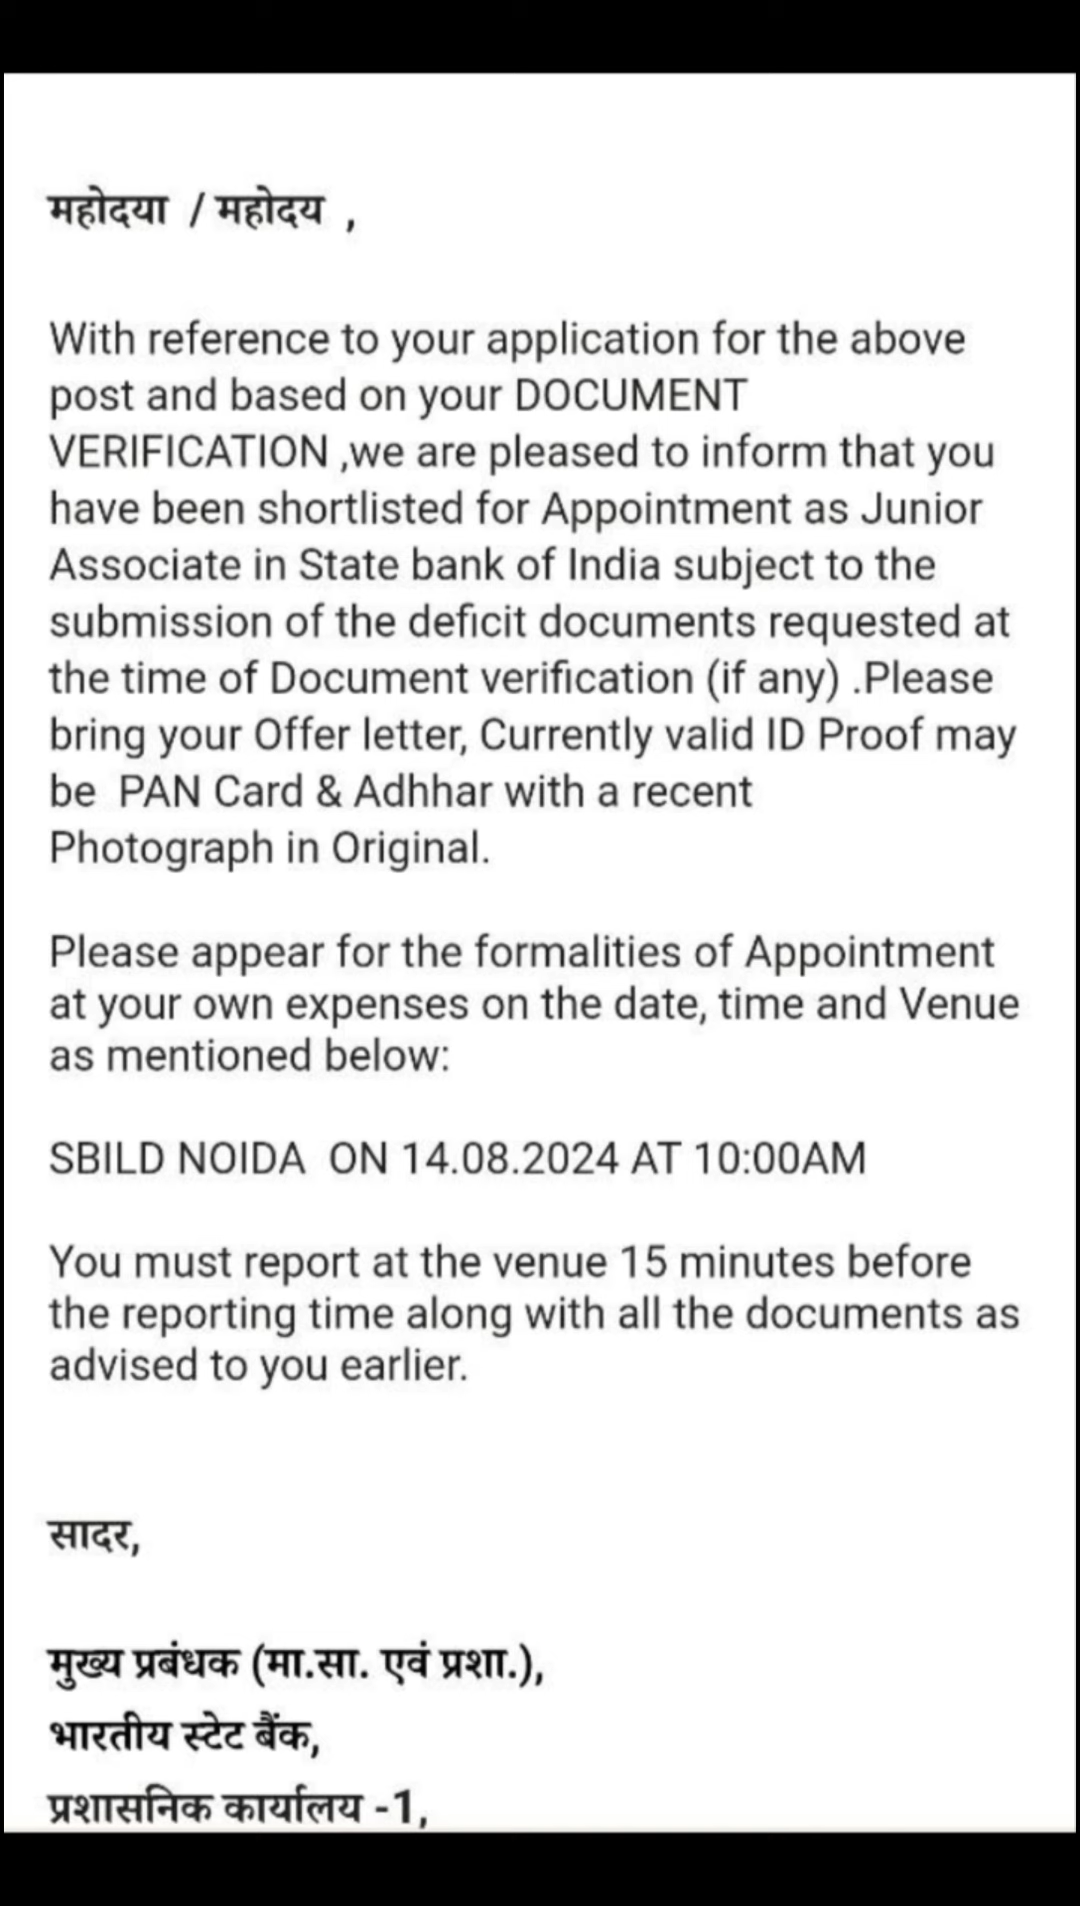 महोदया / महोदय ,
With reference to your application for the above
post and based on your DOCUMENT
VERIFICATION ,we are pleased to inform that you
have been shortlisted for Appointment as Junior
Associate in State bank of India subject to the
submission of the deficit documents requested at
the time of Document verification (if any) .Please
bring your Offer letter, Currently valid ID Proof may
be  PAN Card & Adhhar with a recent
Photograph in Original.
Please appear for the formalities of Appointment
at your own expenses on the date, time and Venue
as mentioned below:
SBILD NOIDA  ON 14.08.2024 AT 10:00AM
You must report at the venue 15 minutes before
the reporting time along with all the documents as
advised to you earlier.
सादर,
मुख्य प्रबंधक (मा.सा. एवं प्रशा.),
भारतीय स्टेट बैंक,
प्रशासनिक कार्यालय -1,